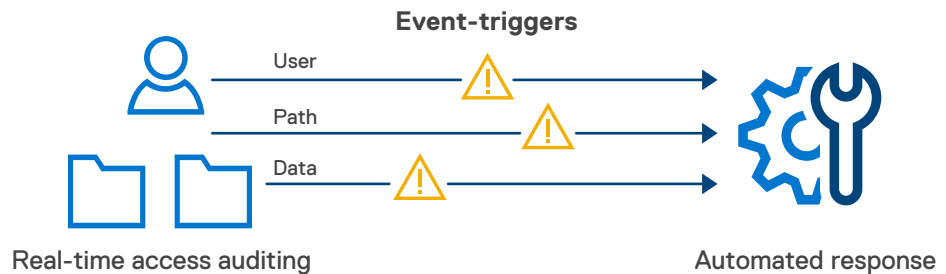 Event-triggers
User
Path
Data
Real-time access auditing
Automated response